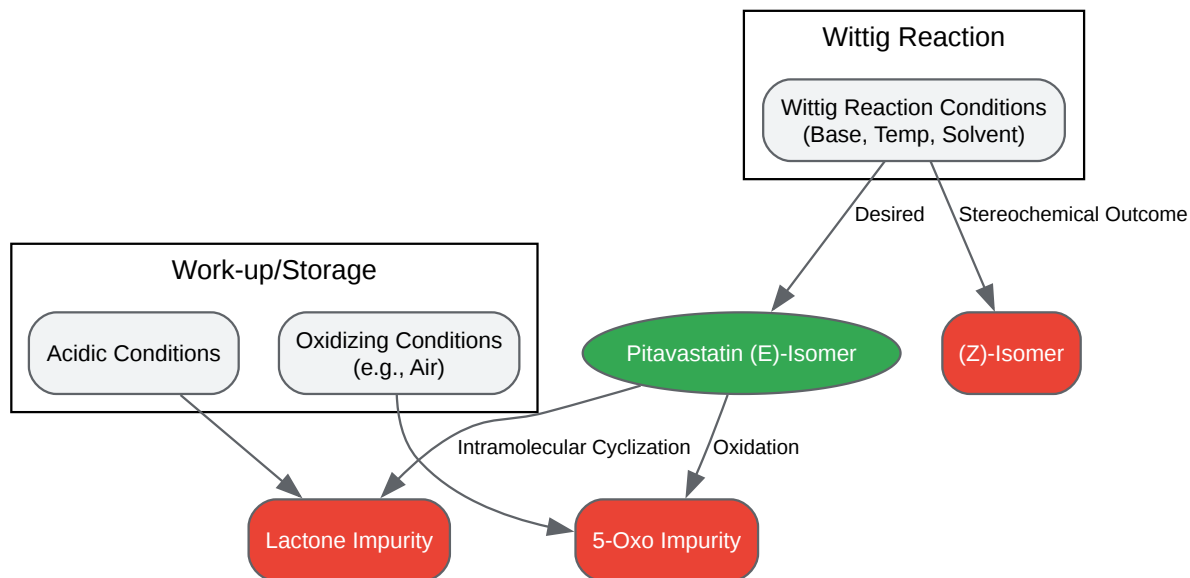 Wittig Reaction
Wittig Reaction Conditions
(Base, Temp, Solvent)
Desired
Stereochemical Outcome
Work-up/Storage
Acidic Conditions
Oxidizing Conditions
(e.g., Air)
Pitavastatin (E)-Isomer
(Z)-Isomer
Intramolecular Cyclization
Oxidation
Lactone Impurity
5-Oxo Impurity